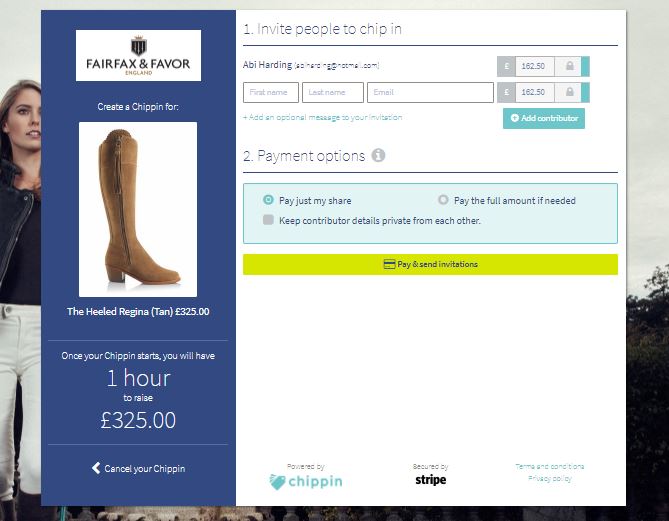 FAIRFAX & FAVOR
ENGLAND
Create a Chippin for:
The Heeled Regina (Tan) £325.00
Once your Chippin starts, you will have
1 hour
to raise
£325.00
Cancel your Chippin
1. Invite people to chip in
Abi Harding (abiharding@hotmail.com)
£ 162.50
First name Last name Email £ 162.50
+ Add an optional message to your invitation
Add contributor
2. Payment options
Pay just my share
Pay the full amount if needed
Keep contributor details private from each other.
Pay & send invitations
Powered by
chippin
Secured by
stripe
Terms and conditions
Privacy policy